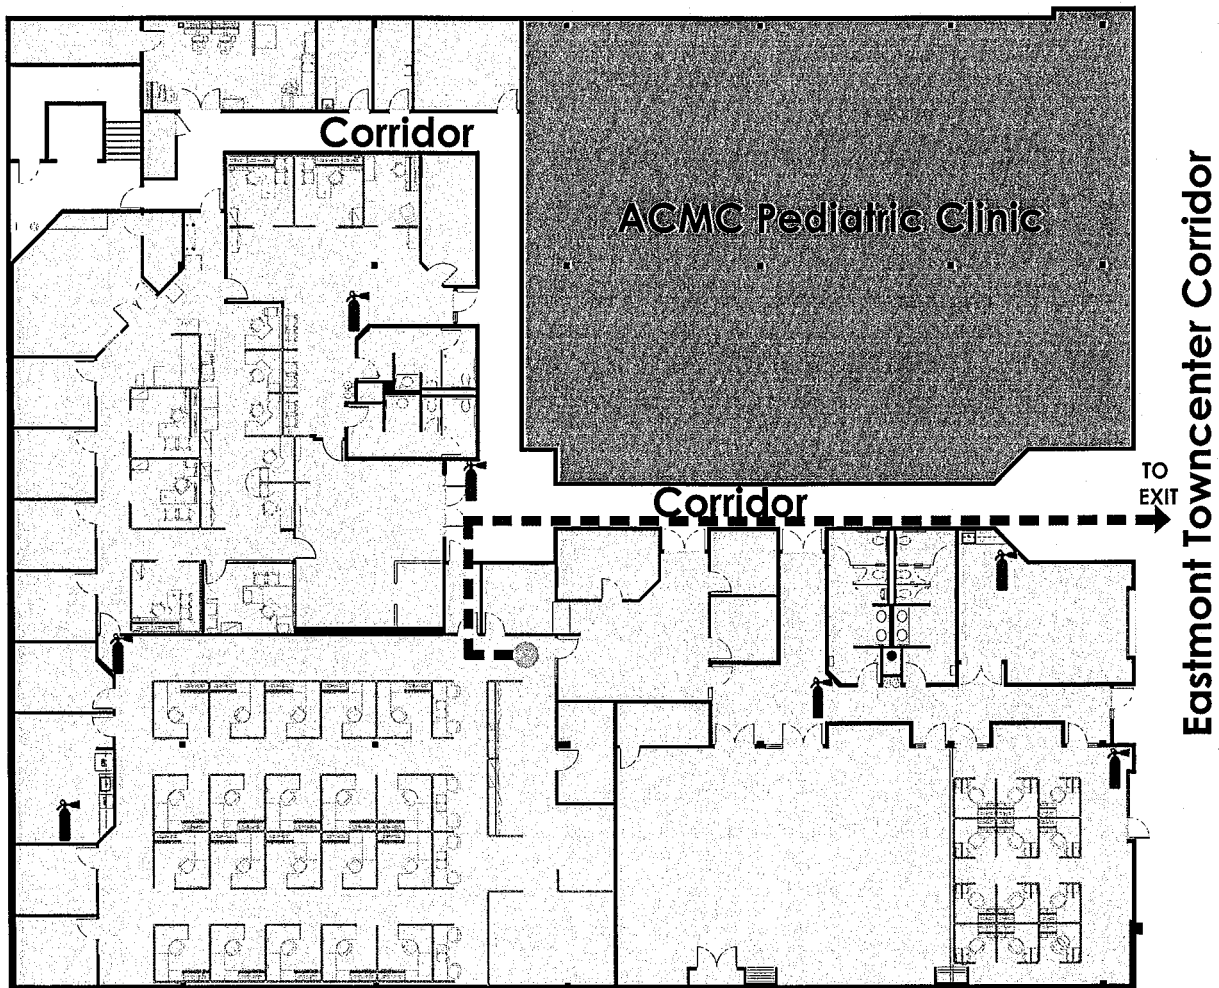 Corridor
ACMC Pediatric Clinic
Eastmont Towncenter Corridor
TO
EXIT
Corridor